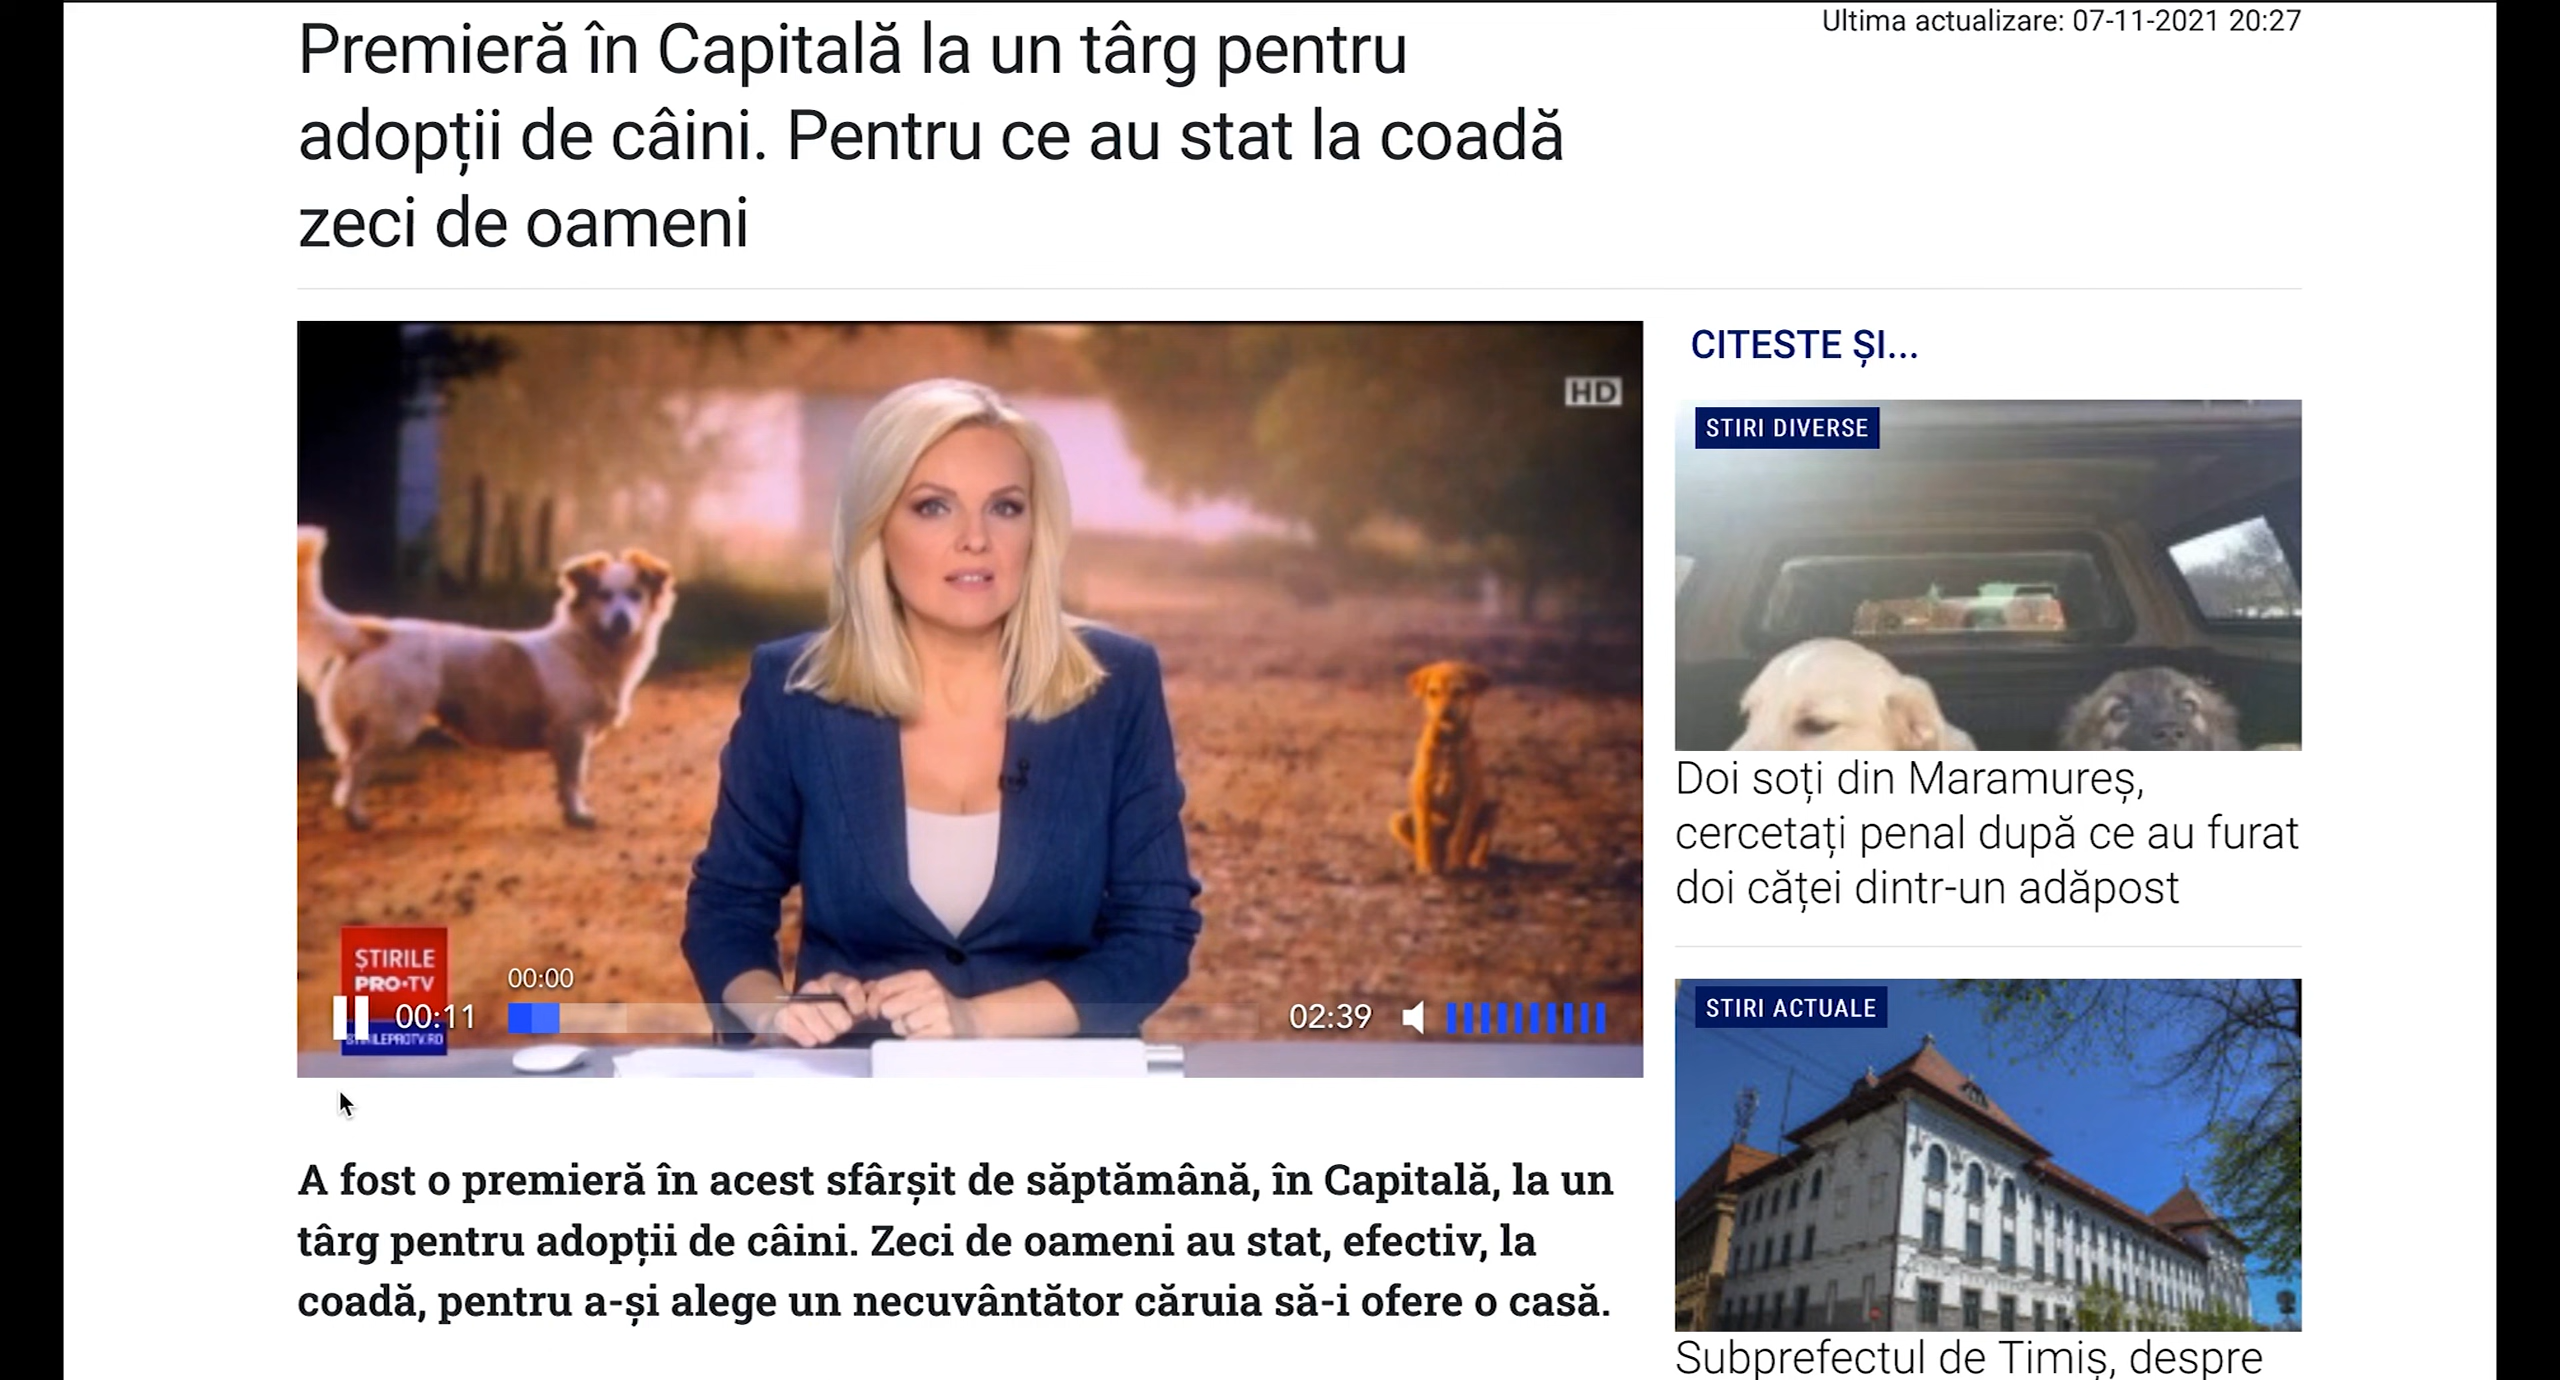 Premieră în Capitală la un târg pentru
adopții de câini. Pentru ce au stat la coadă
zeci de oameni
Ultima actualizare: 07-11-2021 20:27
HD
ȘTIRILE
PRO•TV
00:00
00:11
02:39
A fost o premieră în acest sfârșit de săptămână, în Capitală, la un
târg pentru adopții de câini. Zeci de oameni au stat, efectiv, la
coadă, pentru a-și alege un necuvântător căruia să-i ofere o casă.
CITESTE ȘI...
STIRI DIVERSE
Doi soți din Maramureș,
cercetați penal după ce au furat
doi căței dintr-un adăpost
STIRI ACTUALE
Subprefectul de Timiș, despre